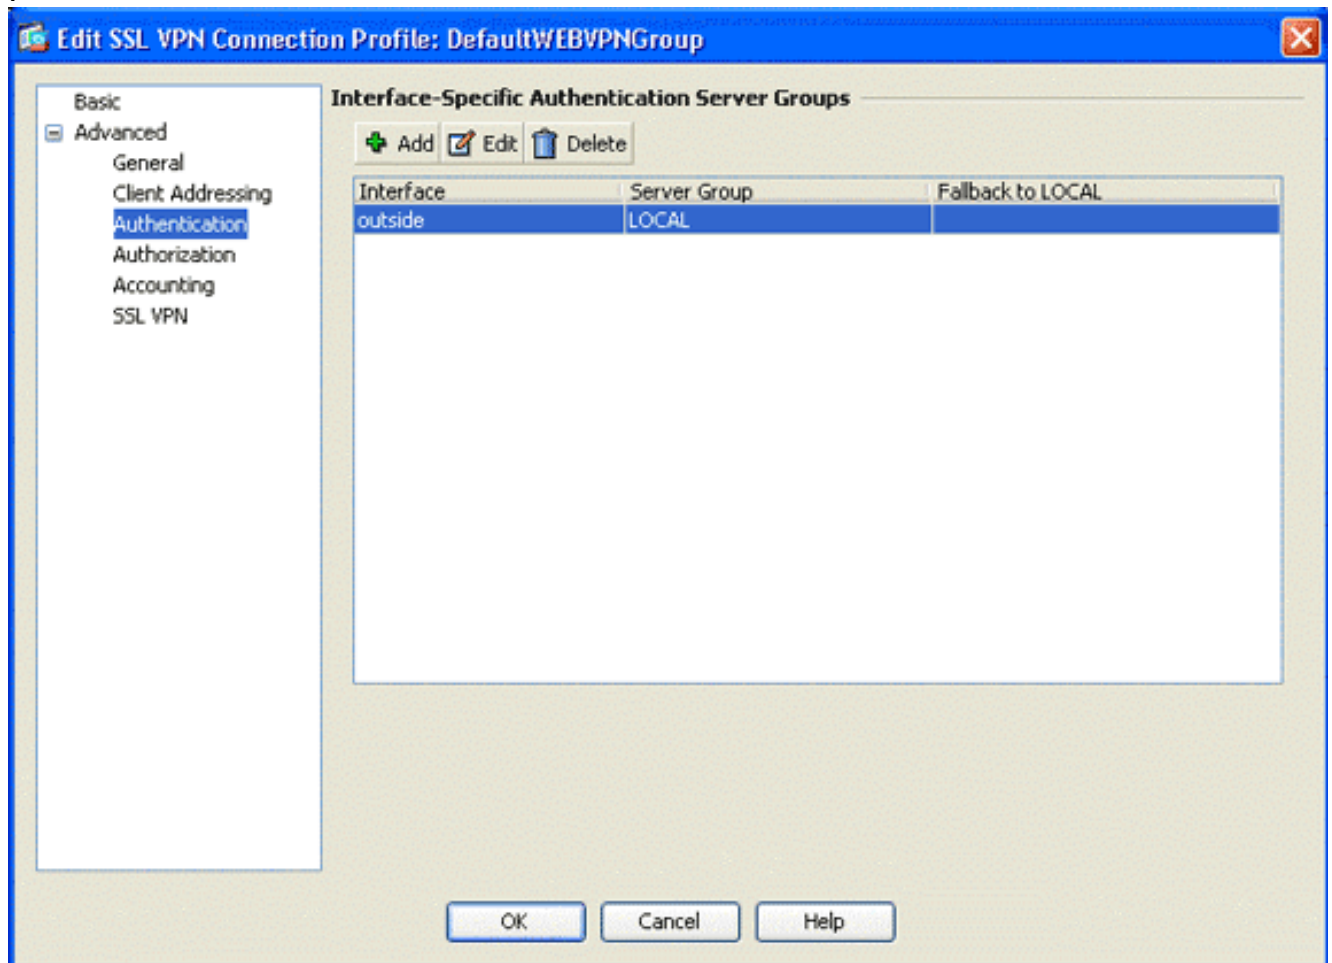 Edit SSL VPN Connection Profile: DefaultWEBVPNGroup
Basic
Advanced
General
Client Addressing
Authentication
Authorization
Accounting
SSL VPN
Interface-Specific Authentication Server Groups
Add Edit Delete
Interface Server Group Fallback to LOCAL
outside LOCAL
OK Cancel Help